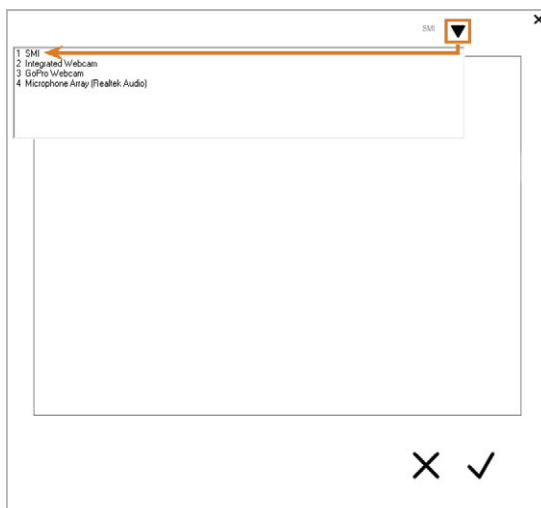 SMI
1 SMI
2 Integrated Webcam
3 GoPro Webcam
4 Microphone Array (Realtek Audio)